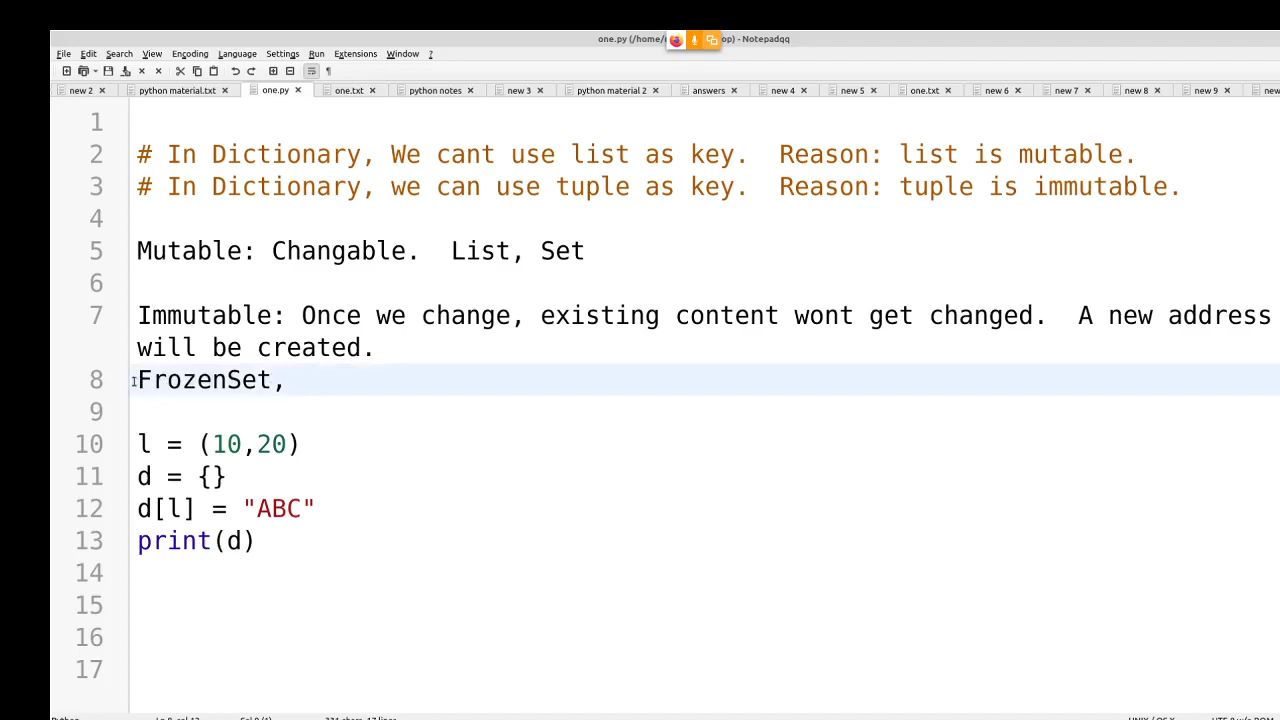 one.py (/home/ op) - Notepadqq
File Edit Search View Encoding Language Settings Run Extensions Window ?
new 2 python material.txt one.py one.txt python notes new 3 python material 2 answers new 4 new 5 one.txt new 6 new 7 new 8 new 9 new
1
2 # In Dictionary, We cant use list as key. Reason: list is mutable.
3 # In Dictionary, we can use tuple as key. Reason: tuple is immutable.
4
5 Mutable: Changable. List, Set
6
7 Immutable: Once we change, existing content wont get changed. A new address
will be created.
8 FrozenSet,
9
10 l = (10,20)
11 d = {}
12 d[l] = "ABC"
13 print(d)
14
15
16
17